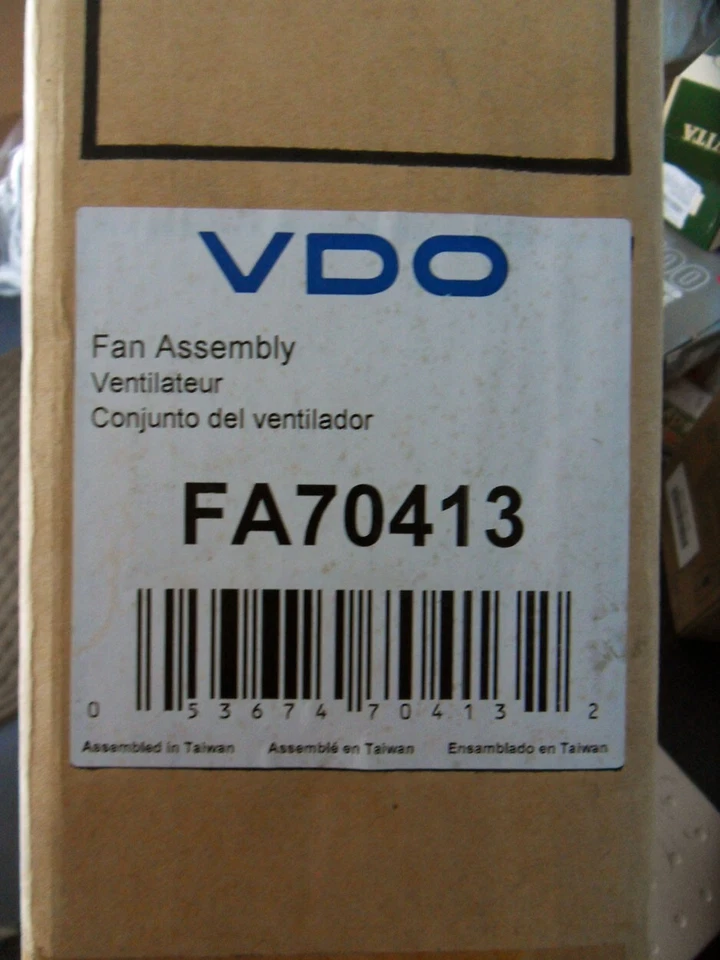 VDO
Fan Assembly
Ventilateur
Conjunto del ventilador
FA70413
0 53674 70413 2
Assembled in Taiwan Assemblé en Taiwan Ensamblado en Taiwan